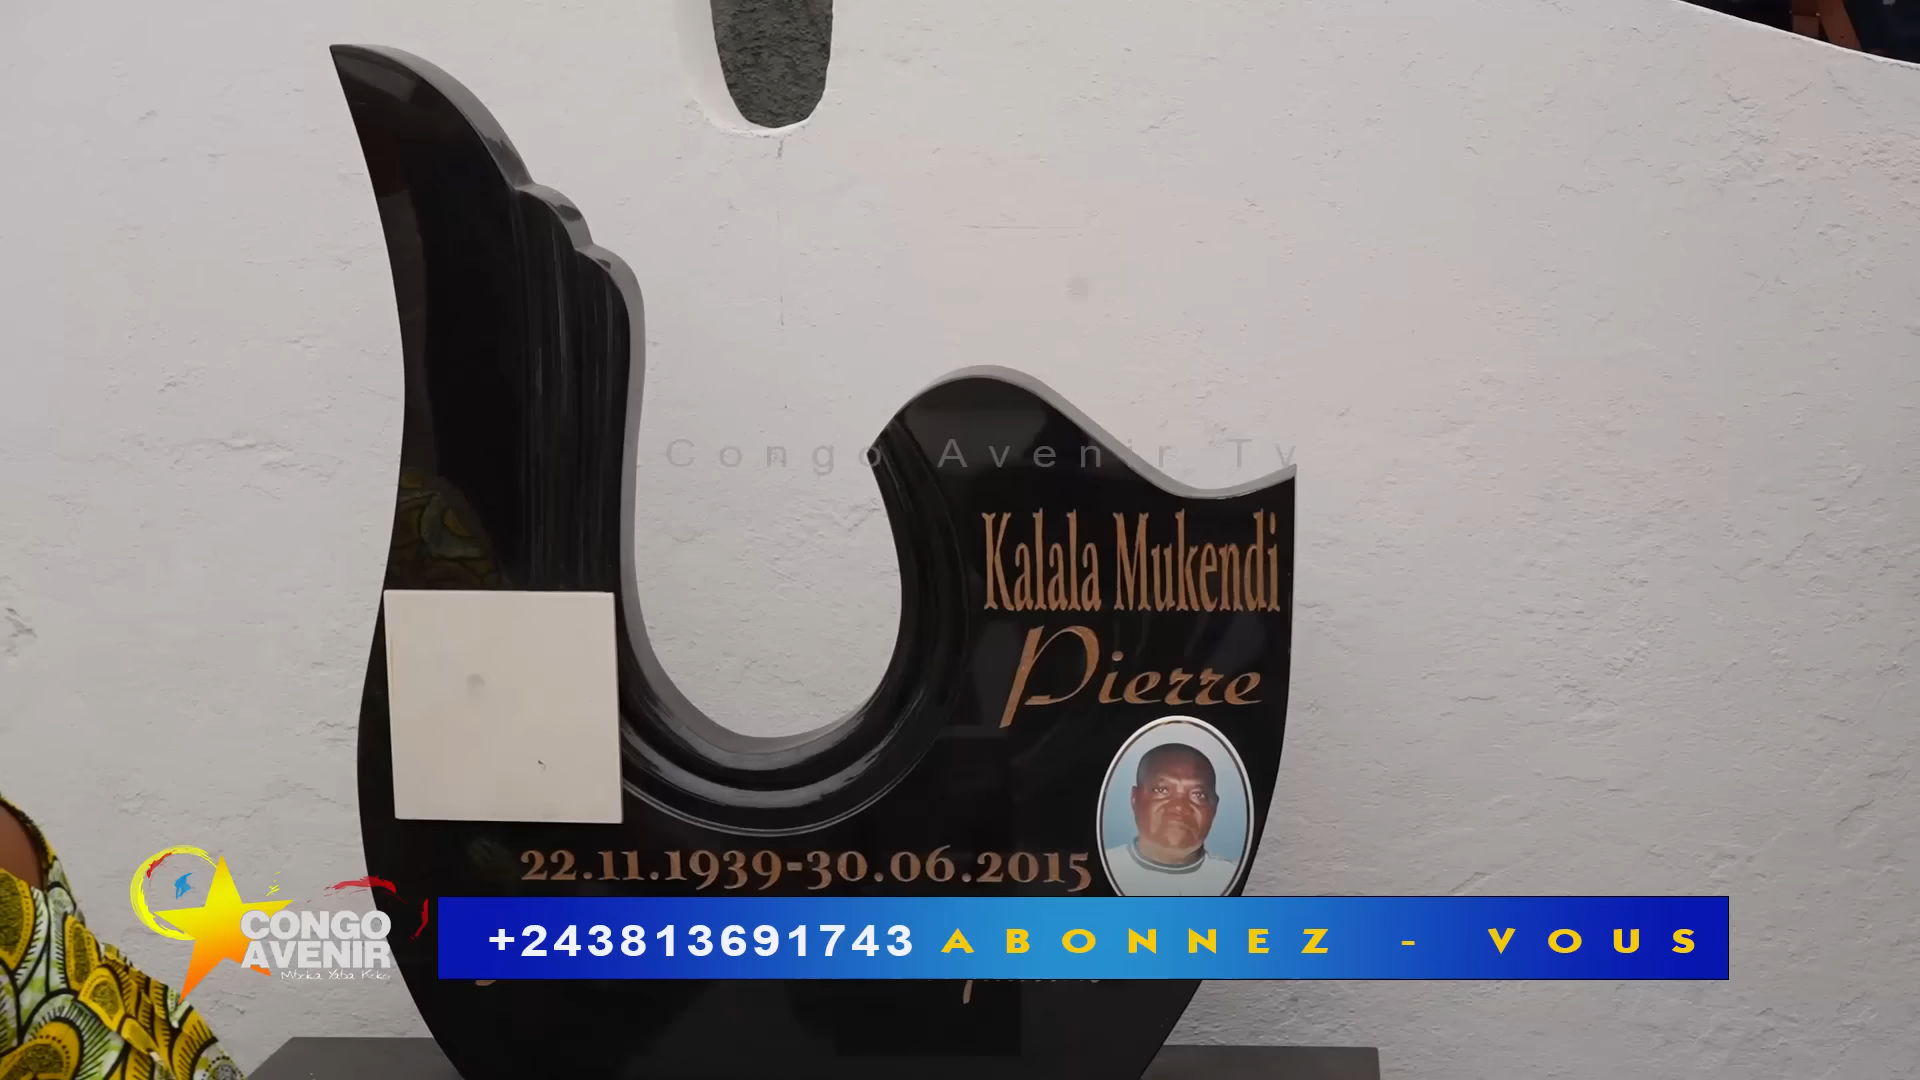 Congo Avenir Tv
Kalala Mukendi
Pierre
22.11.1939-30.06.2015
CONGO
AVENIR
+243813691743 ABONNEZ - VOUS